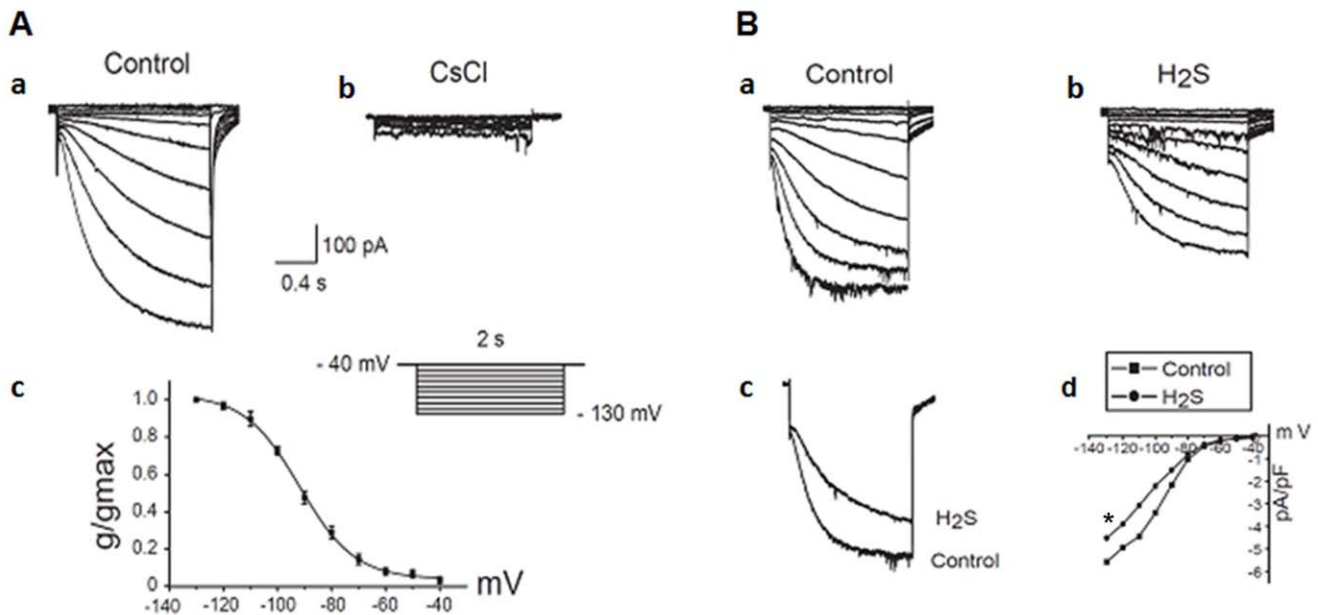 A
B
a
Control
b
CsCl
a
Control
b
H₂S
100 pA
0.4 s
2 s
- 40 mV
- 130 mV
c
g/gmax
1.0
0.8
0.6
0.4
0.2
0
-140 -120 -100 -80 -60 -40
mV
c
H₂S
Control
d
Control
H₂S
-140 -120 -100 -80 -60 -40
m V
-1
-2
-3
-4
-5
-6
pA/pF
*